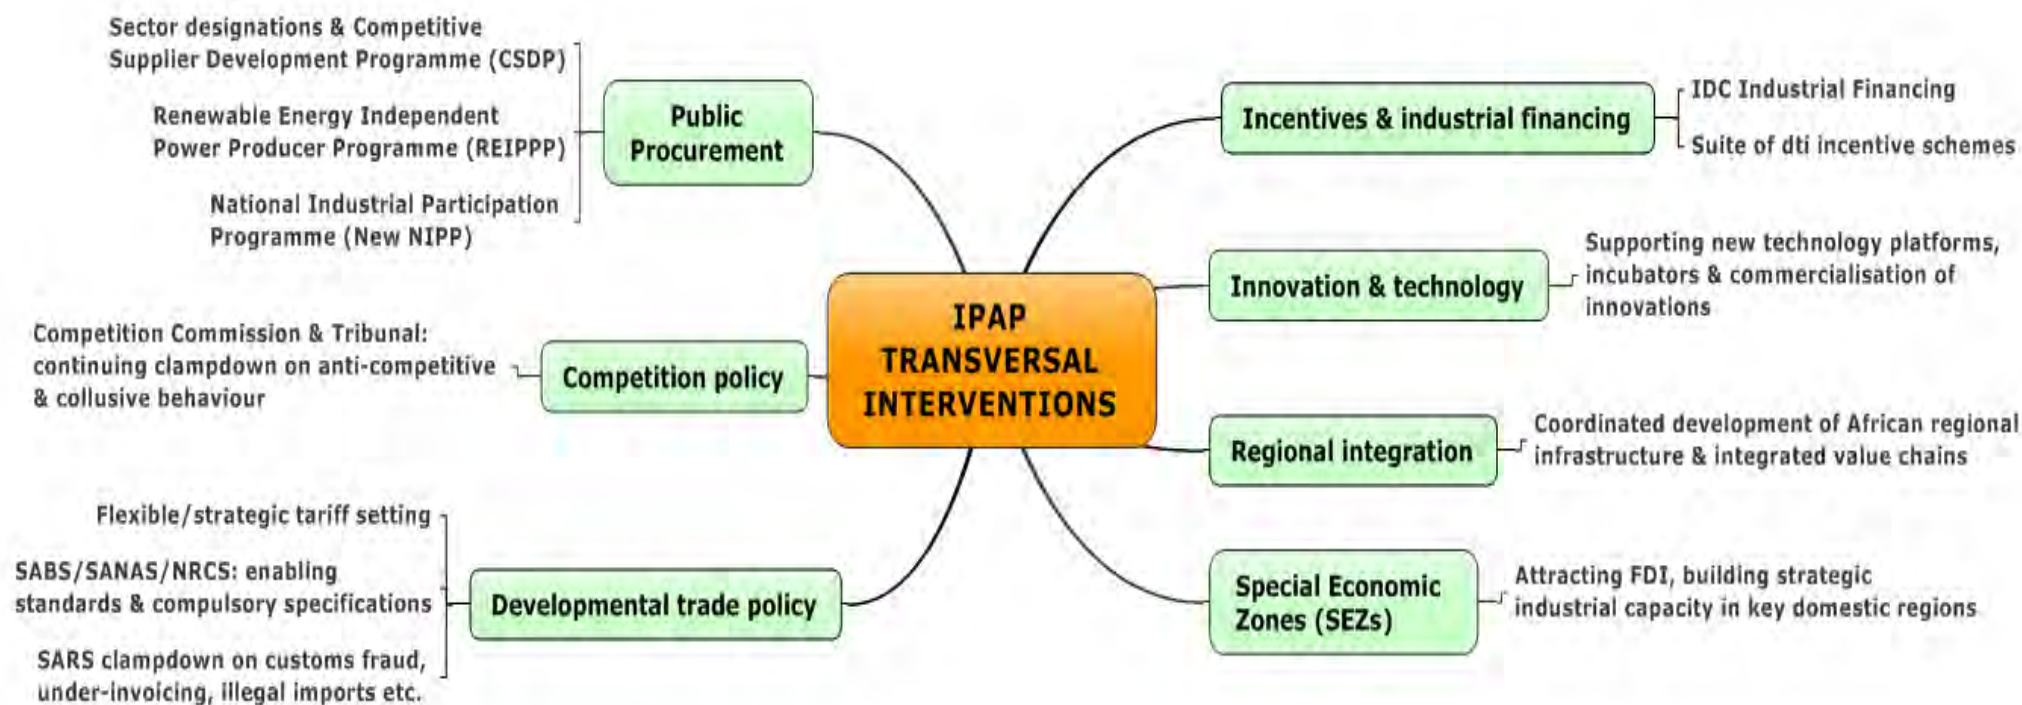 Sector designations & Competitive
Supplier Development Programme (CSDP)
Renewable Energy Independent
Power Producer Programme (REIPPP)
National Industrial Participation
Programme (New NIPP)
Public
Procurement
Competition Commission & Tribunal:
continuing clampdown on anti-competitive
& collusive behaviour
Competition policy
Flexible/strategic tariff setting
SABS/SANAS/NRCS: enabling
standards & compulsory specifications
SARS clampdown on customs fraud,
under-invoicing, illegal imports etc.
Developmental trade policy
IPAP
TRANSVERSAL
INTERVENTIONS
Incentives & industrial financing
IDC Industrial Financing
Suite of dti incentive schemes
Innovation & technology
Supporting new technology platforms,
incubators & commercialisation of
innovations
Regional integration
Coordinated development of African regional
infrastructure & integrated value chains
Special Economic
Zones (SEZs)
Attracting FDI, building strategic
industrial capacity in key domestic regions